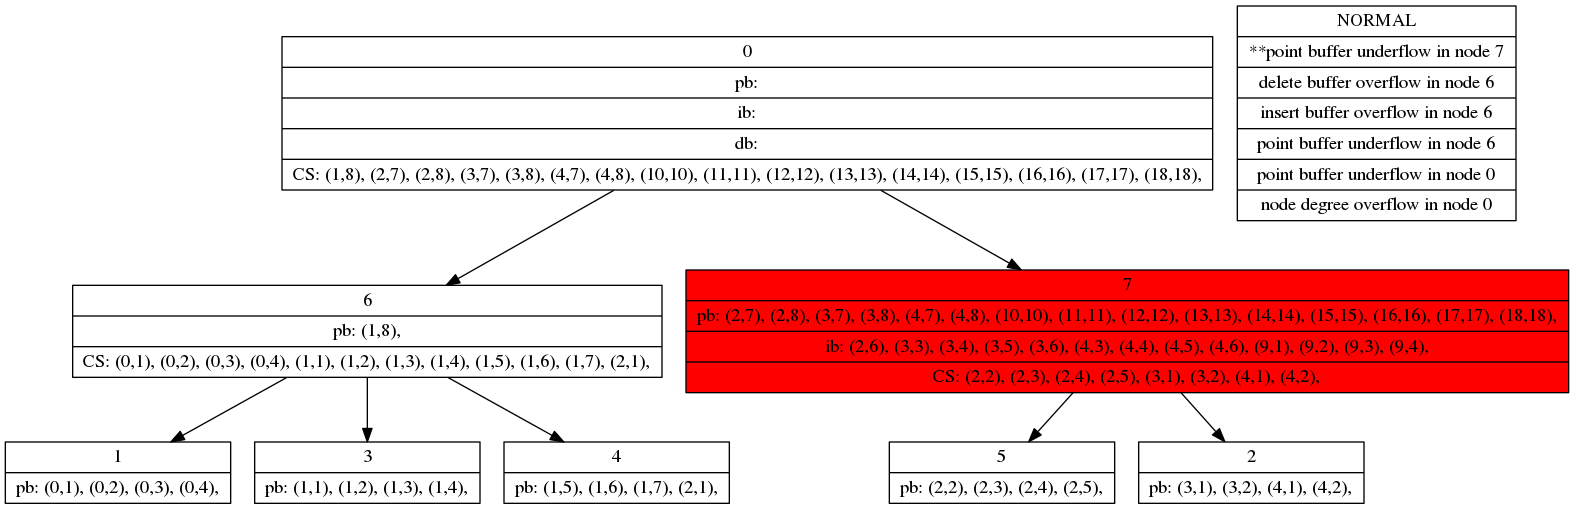 0
pb:
ib:
db:
CS: (1,8), (2,7), (2,8), (3,7), (3,8), (4,7), (4,8), (10,10), (11,11), (12,12), (13,13), (14,14), (15,15), (16,16), (17,17), (18,18),
NORMAL
**point buffer underflow in node 7
delete buffer overflow in node 6
insert buffer overflow in node 6
point buffer underflow in node 6
point buffer underflow in node 0
node degree overflow in node 0
6
pb: (1,8),
CS: (0,1), (0,2), (0,3), (0,4), (1,1), (1,2), (1,3), (1,4), (1,5), (1,6), (1,7), (2,1),
7
pb: (2,7), (2,8), (3,7), (3,8), (4,7), (4,8), (10,10), (11,11), (12,12), (13,13), (14,14), (15,15), (16,16), (17,17), (18,18),
ib: (2,6), (3,3), (3,4), (3,5), (3,6), (4,3), (4,4), (4,5), (4,6), (9,1), (9,2), (9,3), (9,4),
CS: (2,2), (2,3), (2,4), (2,5), (3,1), (3,2), (4,1), (4,2),
1
pb: (0,1), (0,2), (0,3), (0,4),
3
pb: (1,1), (1,2), (1,3), (1,4),
4
pb: (1,5), (1,6), (1,7), (2,1),
5
pb: (2,2), (2,3), (2,4), (2,5),
2
pb: (3,1), (3,2), (4,1), (4,2),